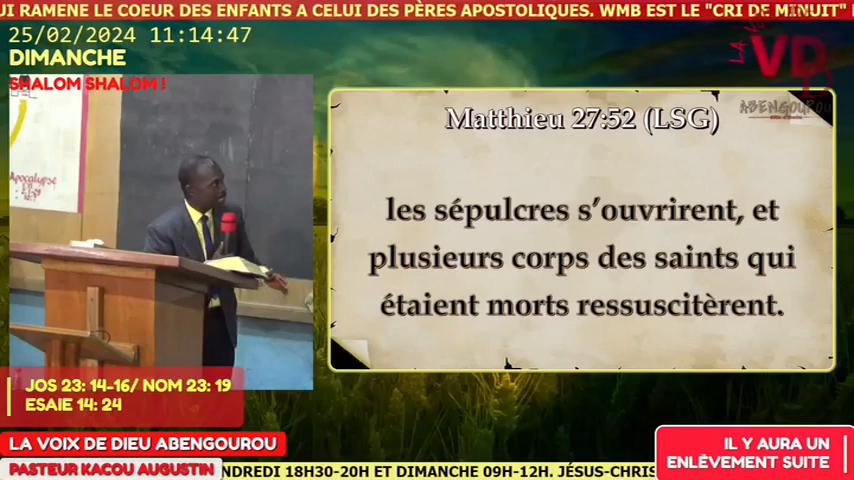 UI RAMENE LE COEUR DES ENFANTS A CELUI DES PÈRES APOSTOLIQUES. WMB EST LE "CRI DE MINUIT"
25/02/2024 11:14:47
DIMANCHE
SHALOM SHALOM !
LA
VD
ABENGOUROU
Matthieu 27:52 (LSG)
les sépulcres s'ouvrirent, et
plusieurs corps des saints qui
étaient morts ressuscitèrent.
Apocalypse
JOS 23: 14-16/ NOM 23: 19
ESAIE 14: 24
LA VOIX DE DIEU ABENGOUROU
IL Y AURA UN
ENLÈVEMENT SUITE
PASTEUR KACOU AUGUSTIN
NDREDI 18H30-20H ET DIMANCHE 09H-12H. JÉSUS-CHRIS